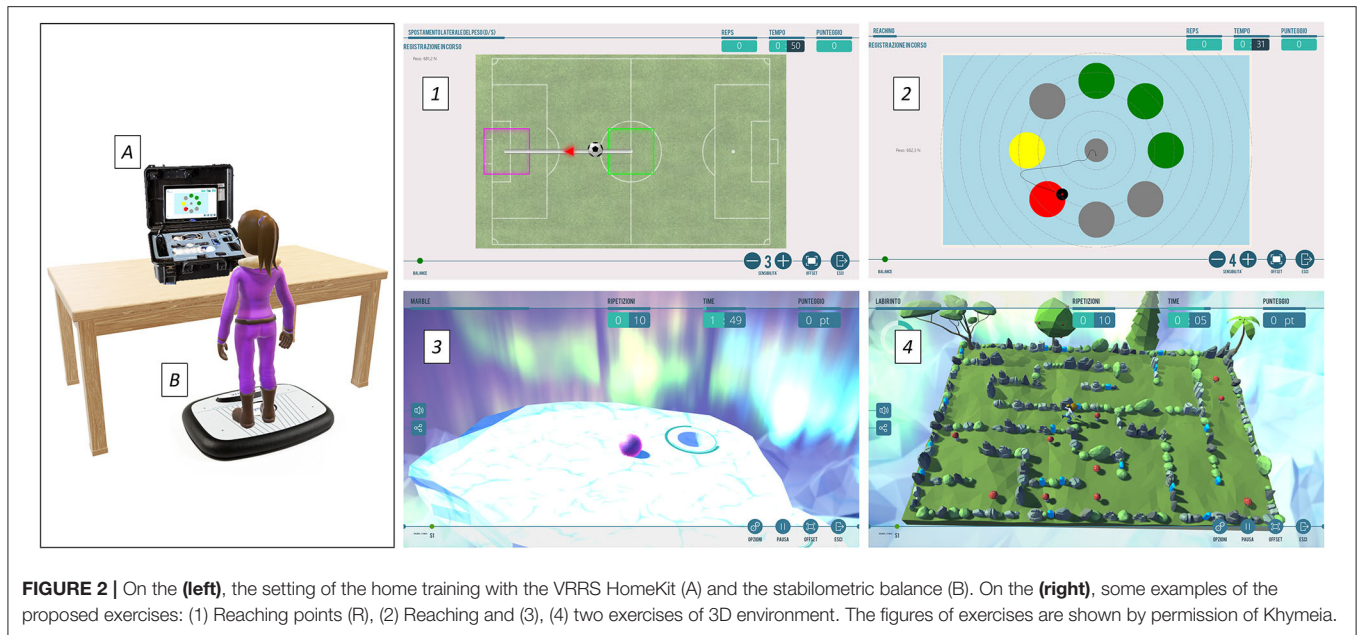 A
B
SPOSTAMENTO LATERALE DEL PESO (D/S)
REPS
TEMPO
PUNTEGGIO
REGISTRAZIONE IN CORSO
0
0 50
0
1
BALANCE
3
SENSIBILITÀ
OFFSET
ESCI
REACHING
REPS
TEMPO
PUNTEGGIO
REGISTRAZIONE IN CORSO
0
0 31
0
2
BALANCE
4
SENSIBILITÀ
OFFSET
ESCI
MARBLE
RIPETIZIONI
TIME
PUNTEGGIO
0 10
1 : 49
0 pt
3
S1
OPZIONI
PAUSA
OFFSET
ESCI
LABIRINTO
RIPETIZIONI
TIME
PUNTEGGIO
0 10
0 : 05
0 pt
4
S1
OPZIONI
PAUSA
OFFSET
ESCI
FIGURE 2 | On the (left), the setting of the home training with the VRRS HomeKit (A) and the stabilometric balance (B). On the (right), some examples of the
proposed exercises: (1) Reaching points (R), (2) Reaching and (3), (4) two exercises of 3D environment. The figures of exercises are shown by permission of Khymeia.